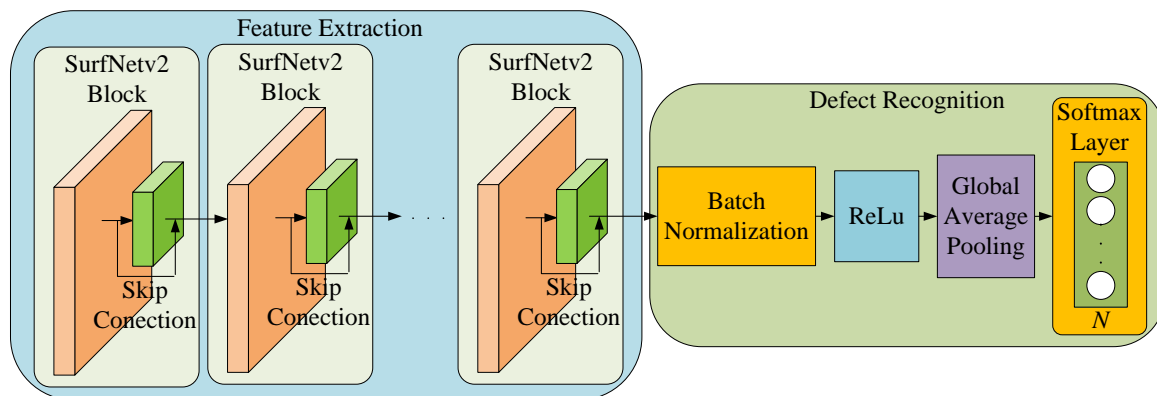 Feature Extraction
SurfNetv2
Block
Skip
Conection
SurfNetv2
Block
Skip
Conection
. . . .
SurfNetv2
Block
Skip
Conection
Defect Recognition
Batch
Normalization
ReLu
Global
Average
Pooling
Softmax
Layer
N